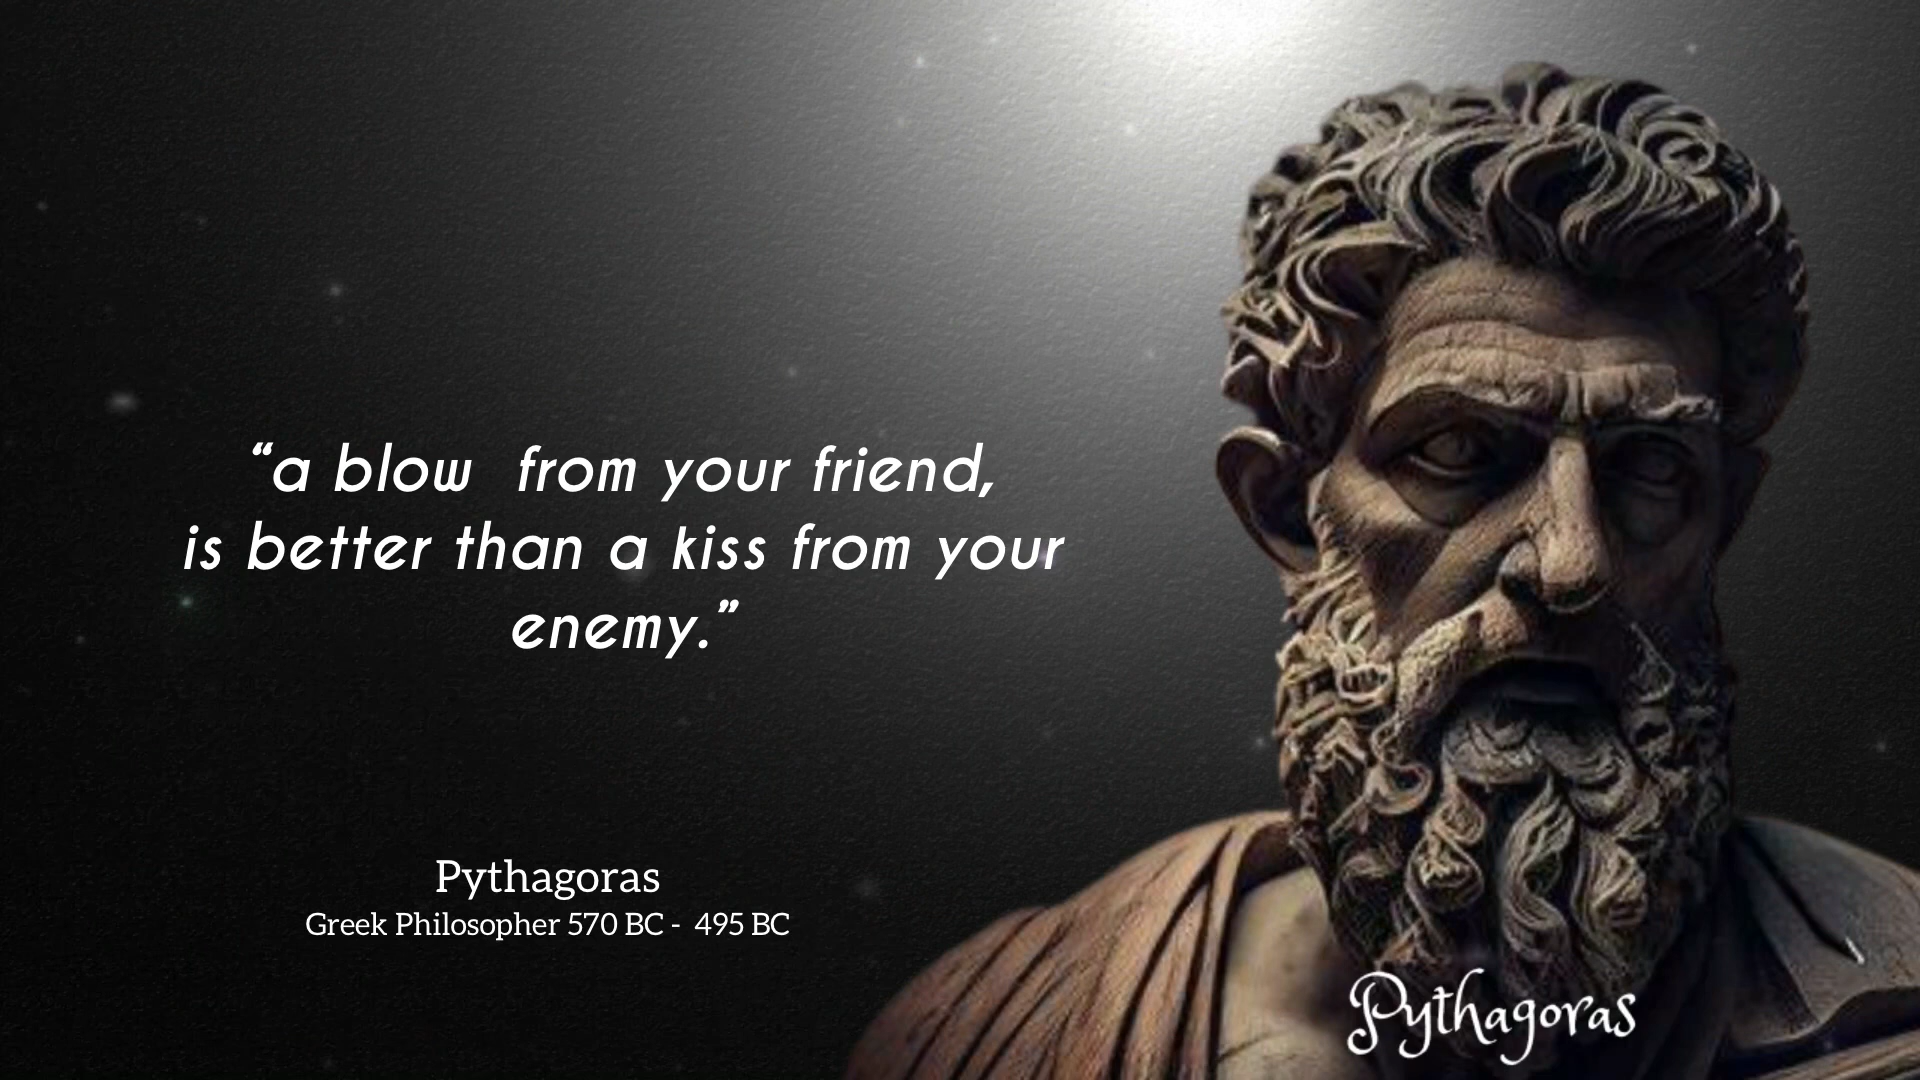 “a blow from your friend,
is better than a kiss from your
enemy.”
Pythagoras
Greek Philosopher 570 BC - 495 BC
Pythagoras